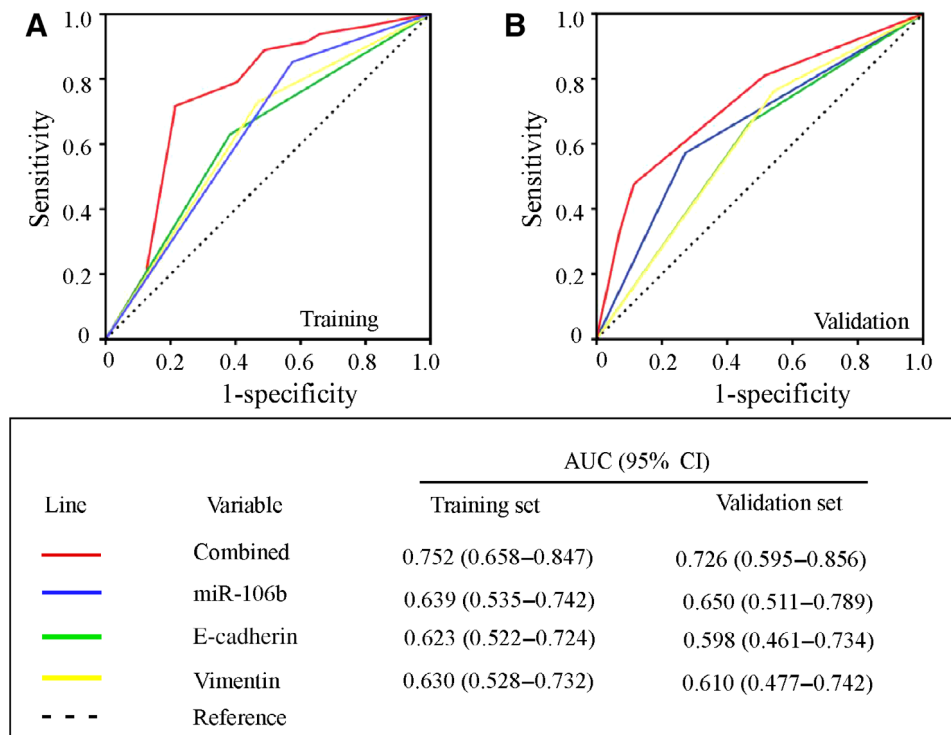 A
1.0
0.8
0.6
0.4
0.2
0
Sensitivity
Training
0 0.2 0.4 0.6 0.8 1.0
1-specificity
B
1.0
0.8
0.6
0.4
0.2
0
Sensitivity
Validation
0 0.2 0.4 0.6 0.8 1.0
1-specificity
AUC (95% CI)
Line Variable Training set Validation set
Combined 0.752 (0.658–0.847) 0.726 (0.595–0.856)
miR-106b 0.639 (0.535–0.742) 0.650 (0.511–0.789)
E-cadherin 0.623 (0.522–0.724) 0.598 (0.461–0.734)
Vimentin 0.630 (0.528–0.732) 0.610 (0.477–0.742)
Reference